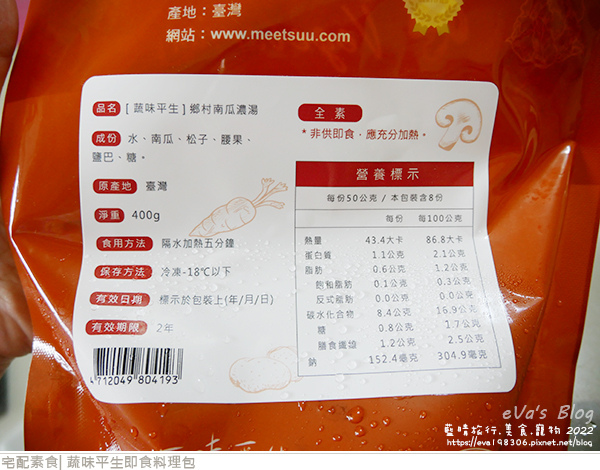 產地：臺灣
網站：www.meetsuu.com
品名 [ 蔬味平生 ] 鄉村南瓜濃湯
成份 水、南瓜、松子、腰果、
鹽巴、糖。
原產地 臺灣
淨重 400g
食用方法 隔水加熱五分鐘
保存方法 冷凍-18℃以下
有效日期 標示於包裝上(年/月/日)
有效期限 2年
4712049804193
全素
* 非供即食，應充分加熱。
營養標示
每份50公克 / 本包裝含8份
每份 每100公克
熱量 43.4大卡 86.8大卡
蛋白質 1.1公克 2.1公克
脂肪 0.6公克 1.2公克
飽和脂肪 0.1公克 0.3公克
反式脂肪 0.0公克 0.0公克
碳水化合物 8.4公克 16.9公克
糖 0.8公克 1.7公克
膳食纖維 1.2公克 2.5公克
鈉 152.4毫克 304.9毫克
eVa's Blog
藍晴旅行.美食.寵物 2022
https://eva198306.pixnet.net/blog
宅配素食| 蔬味平生即食料理包